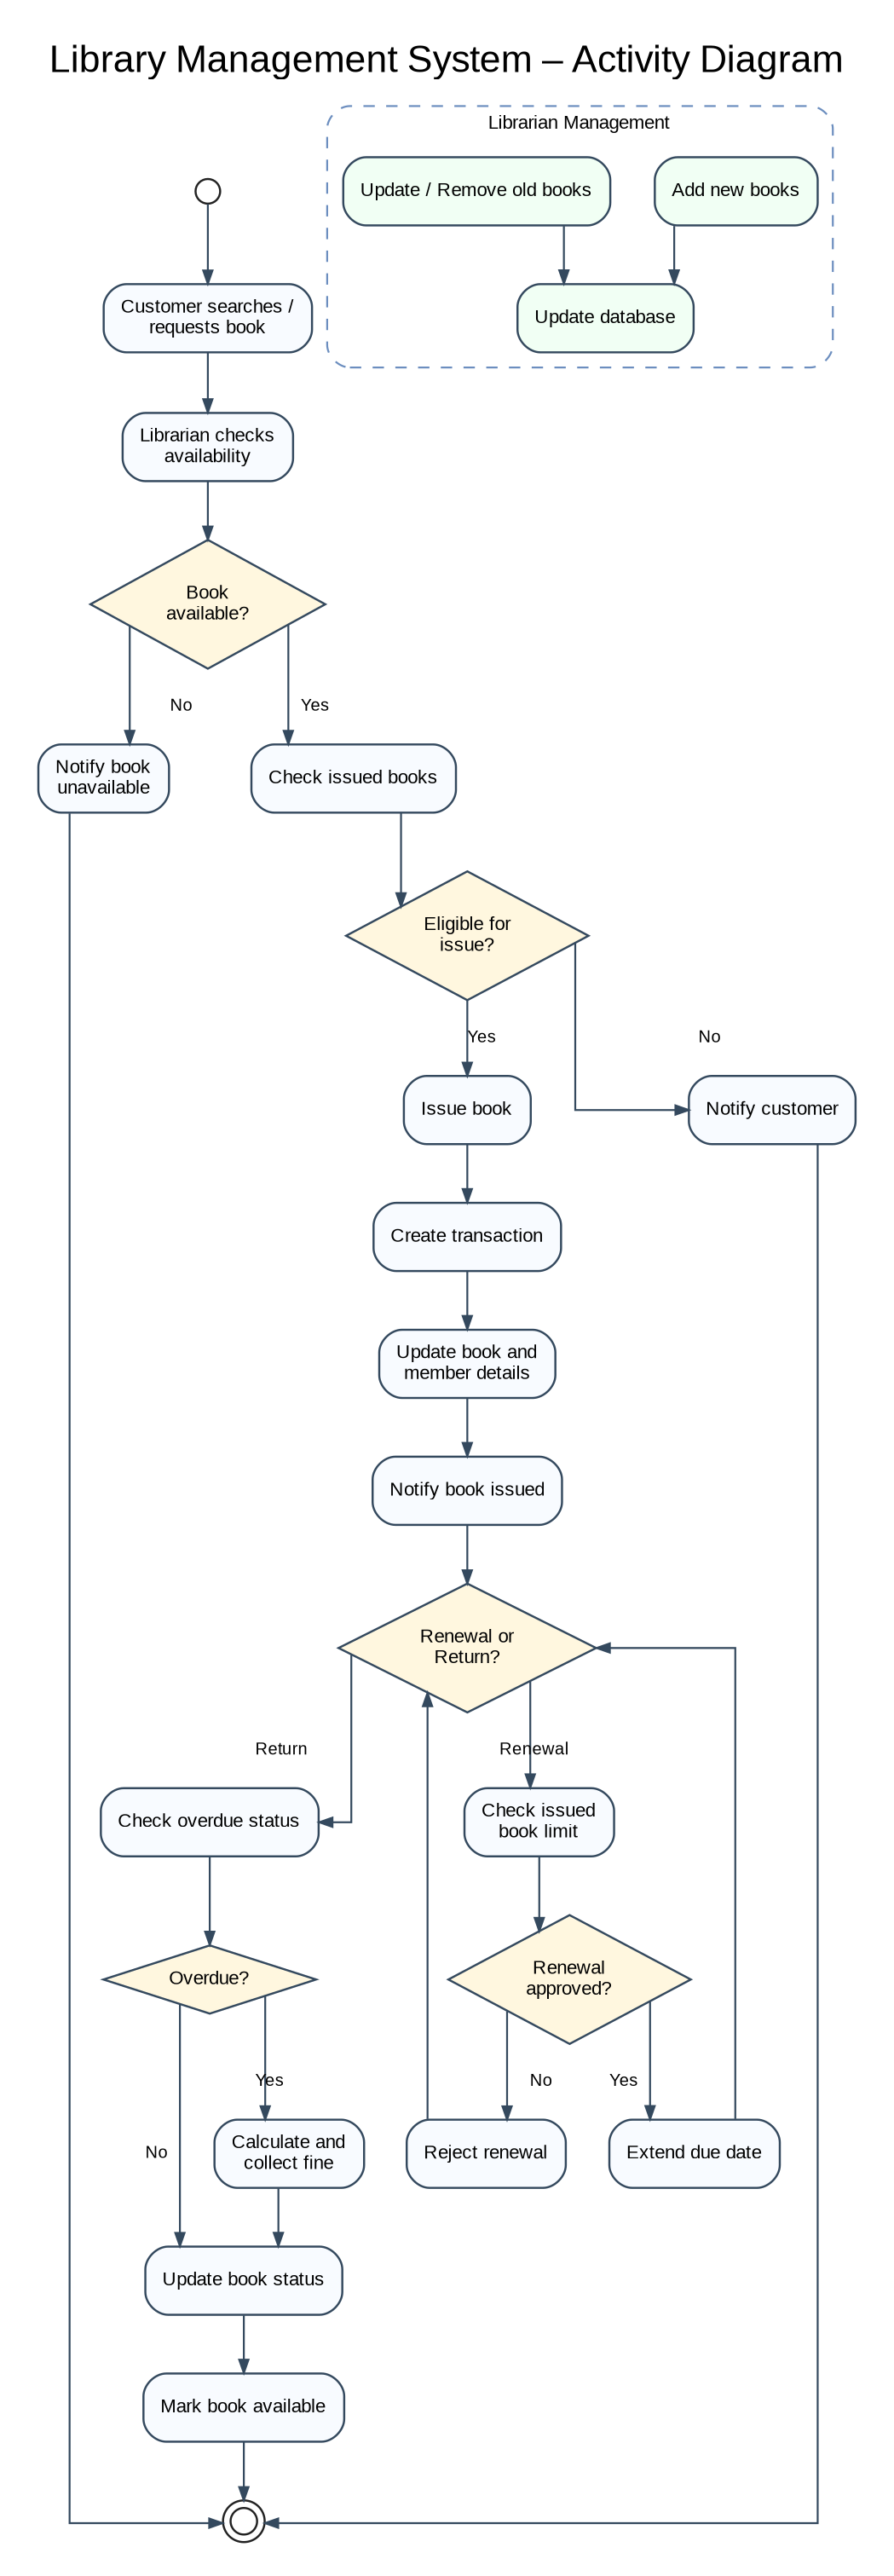 Library Management System – Activity Diagram
Librarian Management
Update / Remove old books
Add new books
Customer searches /
requests book
Update database
Librarian checks
availability
Book
available?
No
Yes
Notify book
unavailable
Check issued books
Eligible for
issue?
Yes
No
Issue book
Notify customer
Create transaction
Update book and
member details
Notify book issued
Renewal or
Return?
Return
Renewal
Check overdue status
Check issued
book limit
Overdue?
Renewal
approved?
Yes
No
Yes
No
Calculate and
collect fine
Reject renewal
Extend due date
Update book status
Mark book available